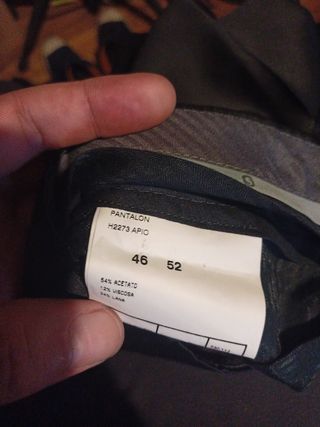 PANTALON
H2273 APIO
46 52
54% ACETATO
12% VISCOSA
34% LANA